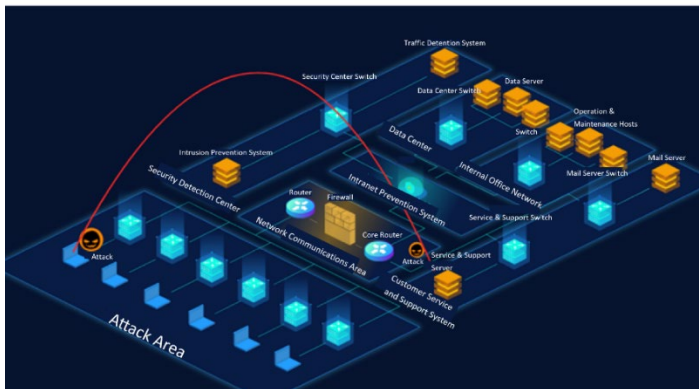 Traffic Detention System
Security Center Switch
Data Server
Data Center Switch
Operation &
Maintenance Hosts
Switch
Data Center
Intrusion Prevention System
Mail Server
Internal Office Network
Mail Server Switch
Security Detection Center
Intranet Prevention System
Router
Firewall
Service & Support Switch
Network Communications Area
Core Router
Attack
Service & Support
Server
Attack
Customer Service
and Support System
Attack Area